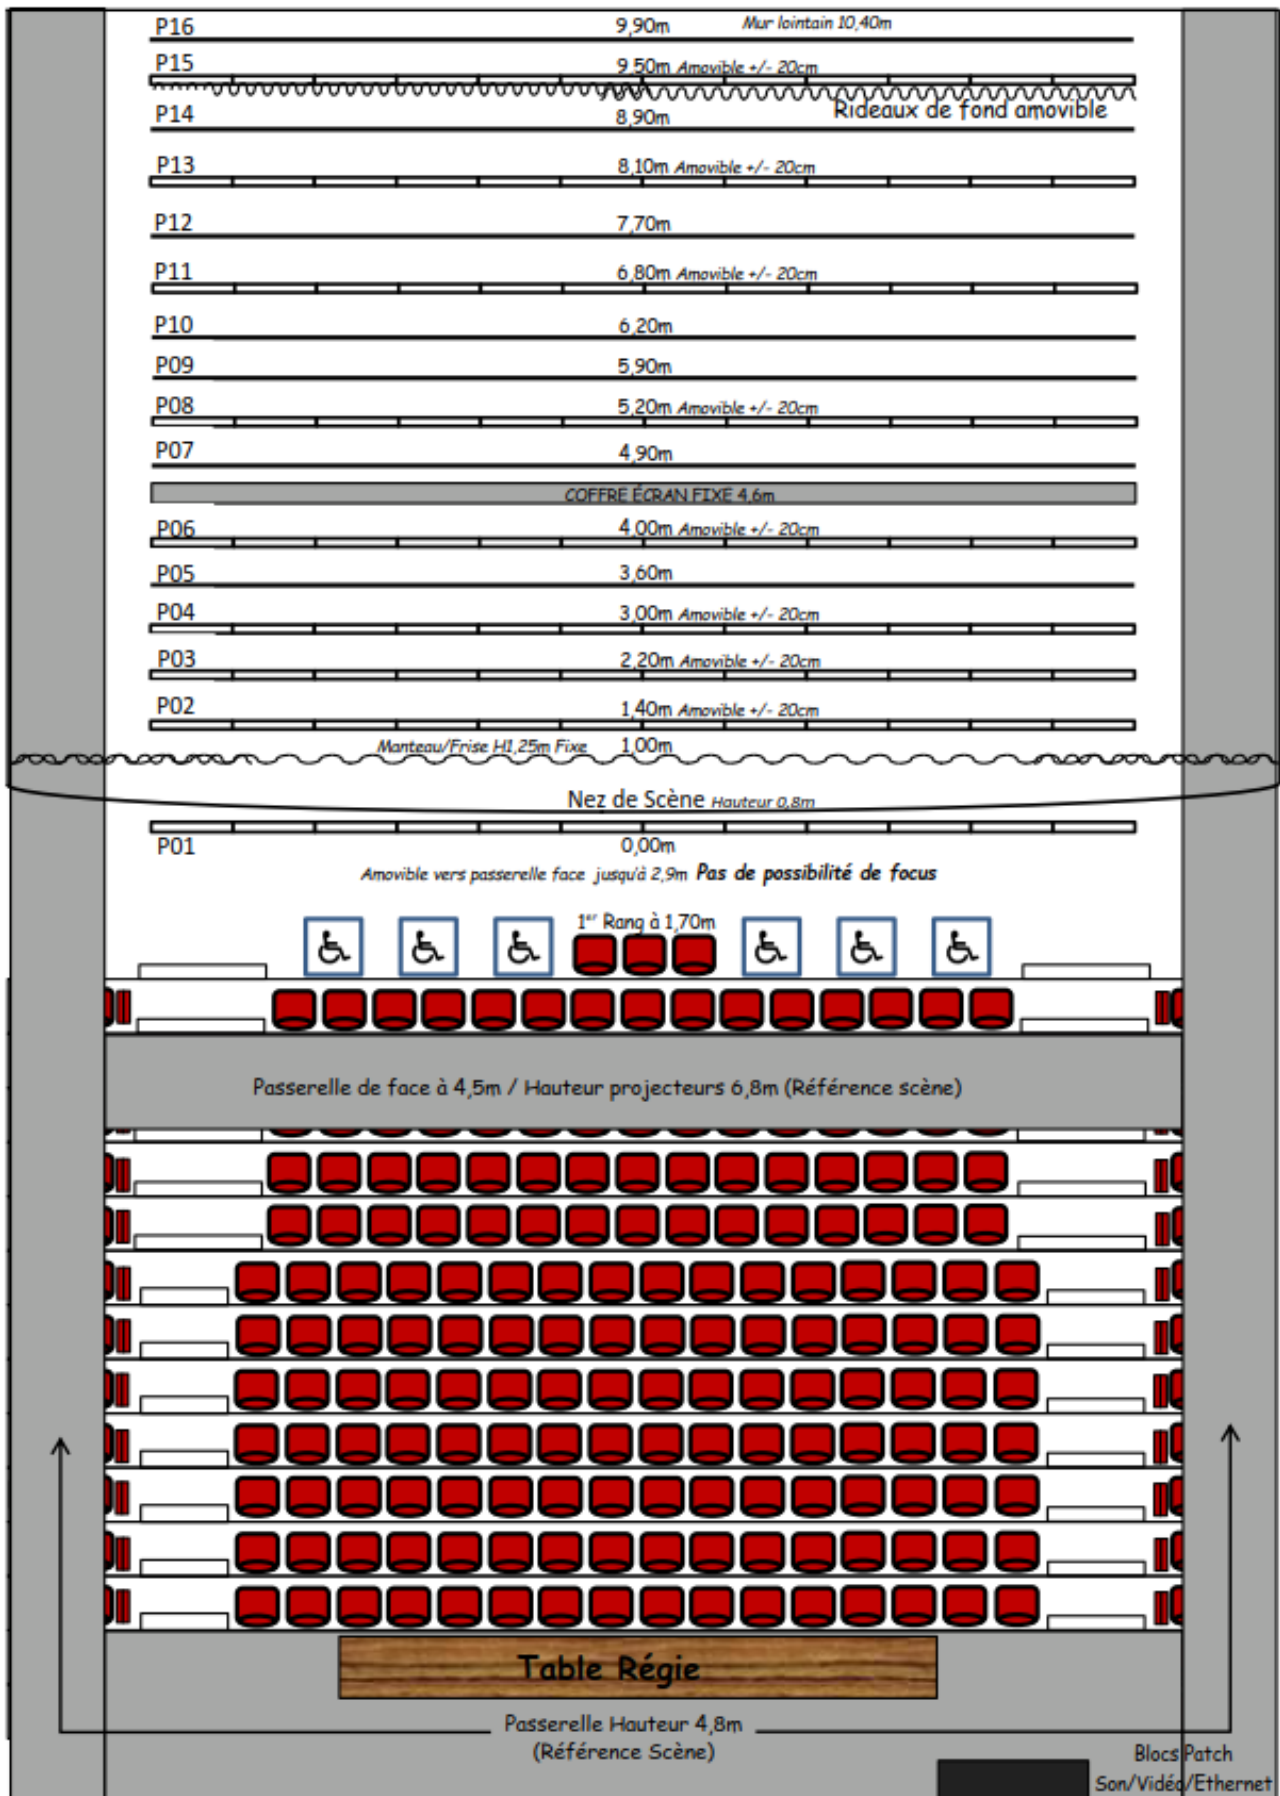 P16 9,90m Mur lointain 10,40m
P15 9,50m Amovible +/- 20cm
Rideaux de fond amovible
P14 8,90m
P13 8,10m Amovible +/- 20cm
P12 7,70m
P11 6,80m Amovible +/- 20cm
P10 6,20m
P09 5,90m
P08 5,20m Amovible +/- 20cm
P07 4,90m
COFFRE ÉCRAN FIXE 4,6m
P06 4,00m Amovible +/- 20cm
P05 3,60m
P04 3,00m Amovible +/- 20cm
P03 2,20m Amovible +/- 20cm
P02 1,40m Amovible +/- 20cm
Manteau/Frise H1,25m Fixe 1,00m
Nez de Scène Hauteur 0,8m
P01 0,00m
Amovible vers passerelle face jusqu'à 2,9m Pas de possibilité de focus
1er Rang à 1,70m
Passerelle de face à 4,5m / Hauteur projecteurs 6,8m (Référence scène)
Table Régie
Passerelle Hauteur 4,8m
(Référence Scène)
Blocs Patch
Son/Vidéo/Ethernet